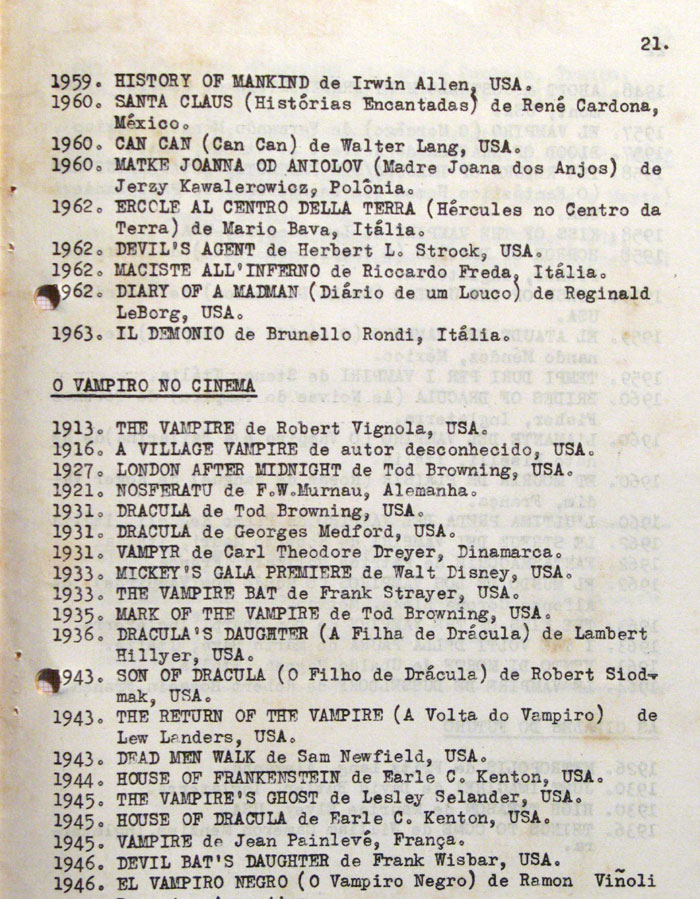 21.
1959. HISTORY OF MANKIND de Irwin Allen, USA.
1960. SANTA CLAUS (Histórias Encantadas) de René Cardona,
México.
1960. CAN CAN (Can Can) de Walter Lang, USA.
1960. MATKE JOANNA OD ANIOLOV (Madre Joana dos Anjos) de
Jerzy Kawalerowicz, Polônia.
1962. ERCOLE AL CENTRO DELLA TERRA (Hércules no Centro da
Terra) de Mario Bava, Itália.
1962. DEVIL'S AGENT de Herbert L. Strock, USA.
1962. MACISTE ALL'INFERNO de Riccardo Freda, Itália.
962. DIARY OF A MADMAN (Diário de um Louco) de Reginald
LeBorg, USA.
1963. IL DEMONIO de Brunello Rondi, Itália.
O VAMPIRO NO CINEMA
1913. THE VAMPIRE de Robert Vignola, USA.
1916. A VILLAGE VAMPIRE de autor desconhecido, USA.
1927. LONDON AFTER MIDNIGHT de Tod Browning, USA.
1921. NOSFERATU de F.W.Murnau, Alemanha.
1931. DRACULA de Tod Browning, USA.
1931. DRACULA de Georges Medford, USA.
1931. VAMPYR de Carl Theodore Dreyer, Dinamarca.
1933. MICKEY'S GALA PREMIERE de Walt Disney, USA.
1933. THE VAMPIRE BAT de Frank Strayer, USA.
1935. MARK OF THE VAMPIRE de Tod Browning, USA.
1936. DRACULA'S DAUGHTER (A Filha de Drácula) de Lambert
Hillyer, USA.
943. SON OF DRACULA (O Filho de Drácula) de Robert Siod-
mak, USA.
1943. THE RETURN OF THE VAMPIRE (A Volta do Vampiro) de
Lew Landers, USA.
1943. DEAD MEN WALK de Sam Newfield, USA.
1944. HOUSE OF FRANKENSTEIN de Earle C. Kenton, USA.
1945. THE VAMPIRE'S GHOST de Lesley Selander, USA.
1945. HOUSE OF DRACULA de Earle C. Kenton, USA.
1945. VAMPIRE de Jean Painlevé, França.
1946. DEVIL BAT'S DAUGHTER de Frank Wisbar, USA.
1946. EL VAMPIRO NEGRO (O Vampiro Negro) de Ramon Viñoli